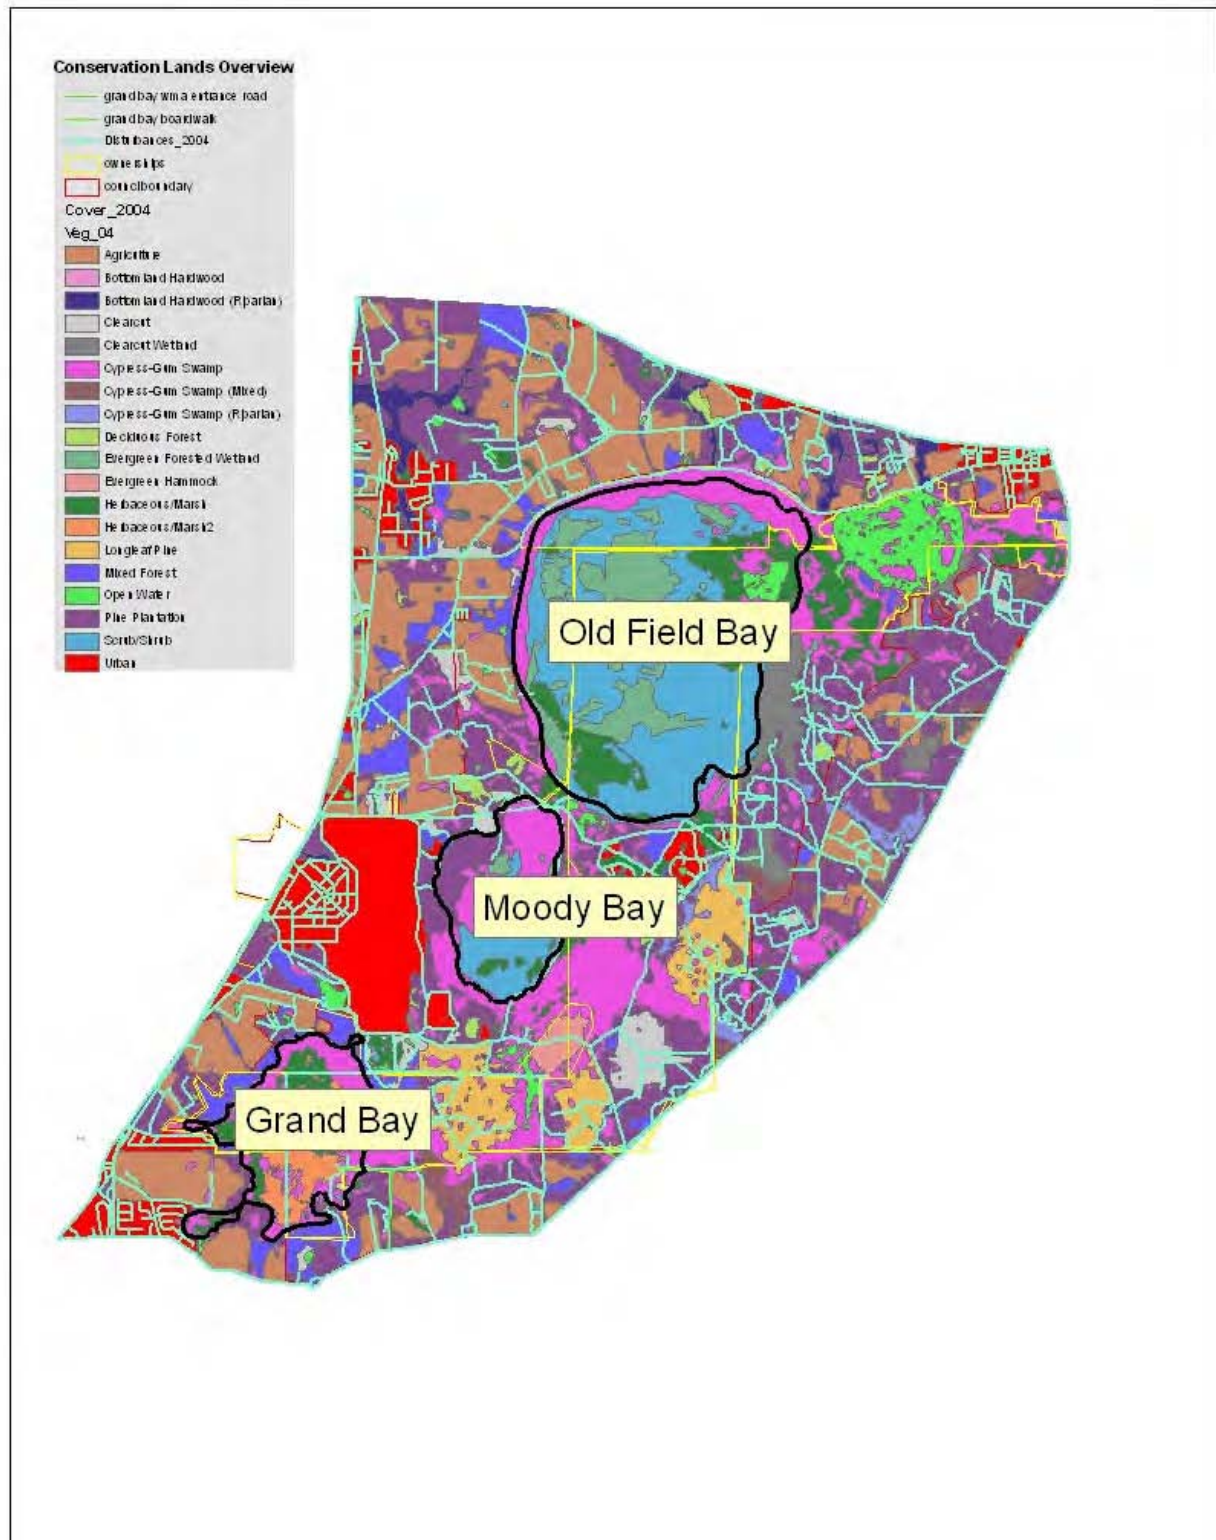 Conservation Lands Overview
grand bay wma entrance road
grand bay boardwalk
Disturbances_2004
ownerships
councilboundary
Cover_2004
Veg_04
Agriculture
Bottomland Hardwood
Bottomland Hardwood (Riparian)
Clearcut
Clearcut Wetland
Cypress-Gum Swamp
Cypress-Gum Swamp (Mixed)
Cypress-Gum Swamp (Riparian)
Deciduous Forest
Evergreen Forested Wetland
Evergreen Hammock
Herbaceous/Marsh
Herbaceous/Marsh2
Longleaf Pine
Mixed Forest
Open Water
Pine Plantation
Scrub/Shrub
Urban
Old Field Bay
Moody Bay
Grand Bay